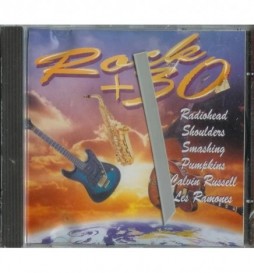 Rock
+30
Radiohead
Shoulders
Smashing
Pumpkins
Calvin Russell
Les Ramones